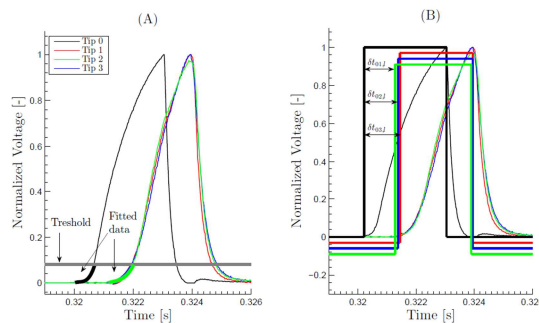 (A)
(B)
Tip 0
Tip 1
Tip 2
Tip 3
Normalized Voltage [-]
1
0.8
0.6
0.4
0.2
0
Treshold
Fitted
data
0.32
0.322
0.324
0.326
Time [s]
Normalized Voltage [-]
1
0.8
0.6
0.4
0.2
0
−0.2
δt01,l
δt02,l
δt03,l
0.32
0.322
0.324
0.32
Time [s]